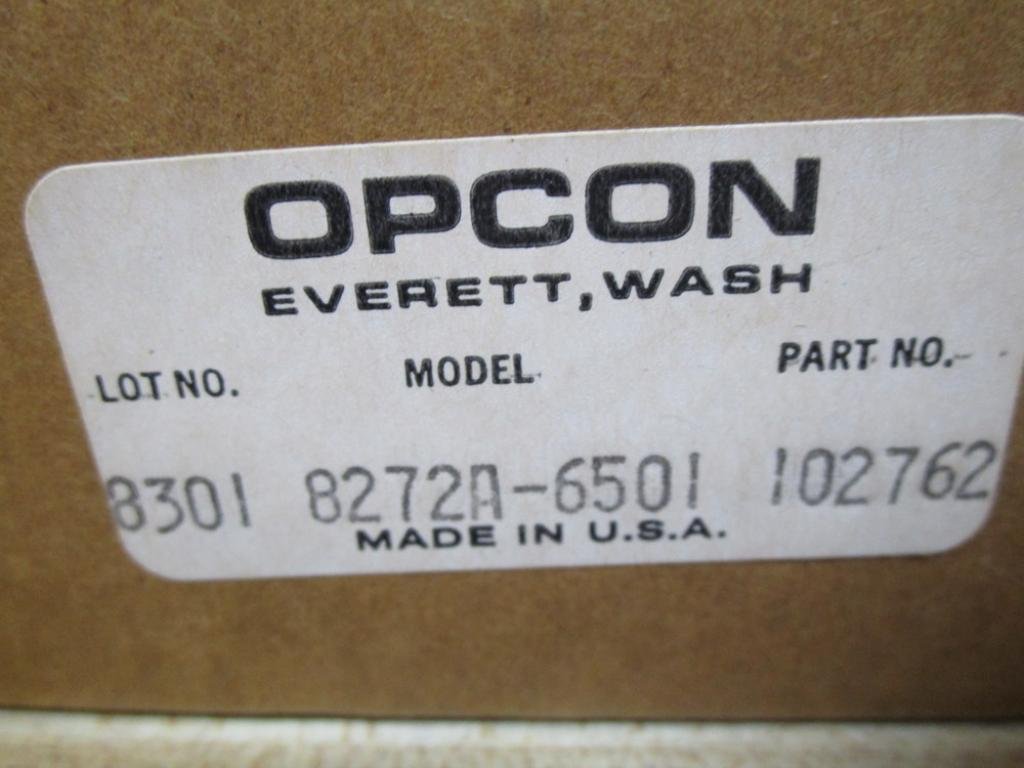 OPCON
EVERETT, WASH
LOT NO. MODEL PART NO.
8301 8272A-6501 102762
MADE IN U.S.A.